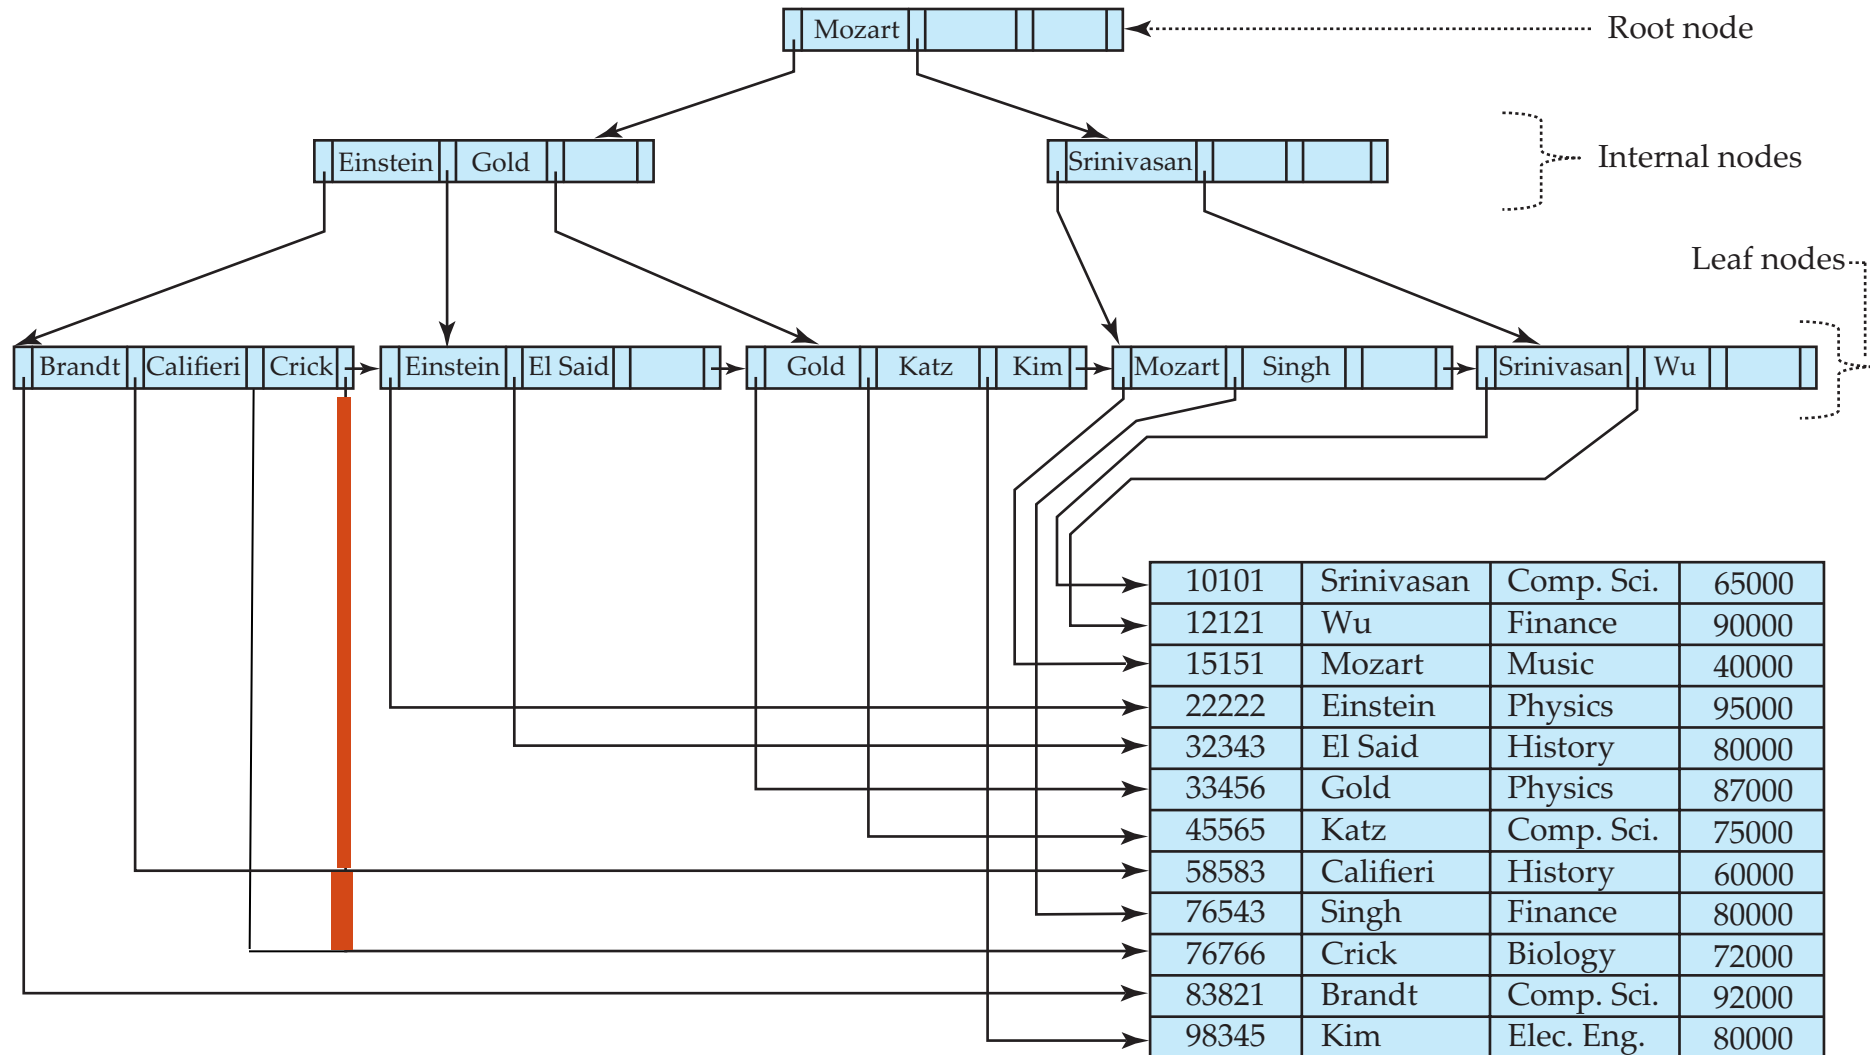 Mozart
Root node
Einstein Gold
Srinivasan
Internal nodes
Leaf nodes
Brandt Califieri Crick
Einstein El Said
Gold Katz Kim
Mozart Singh
Srinivasan Wu
10101 Srinivasan Comp. Sci. 65000
12121 Wu Finance 90000
15151 Mozart Music 40000
22222 Einstein Physics 95000
32343 El Said History 80000
33456 Gold Physics 87000
45565 Katz Comp. Sci. 75000
58583 Califieri History 60000
76543 Singh Finance 80000
76766 Crick Biology 72000
83821 Brandt Comp. Sci. 92000
98345 Kim Elec. Eng. 80000